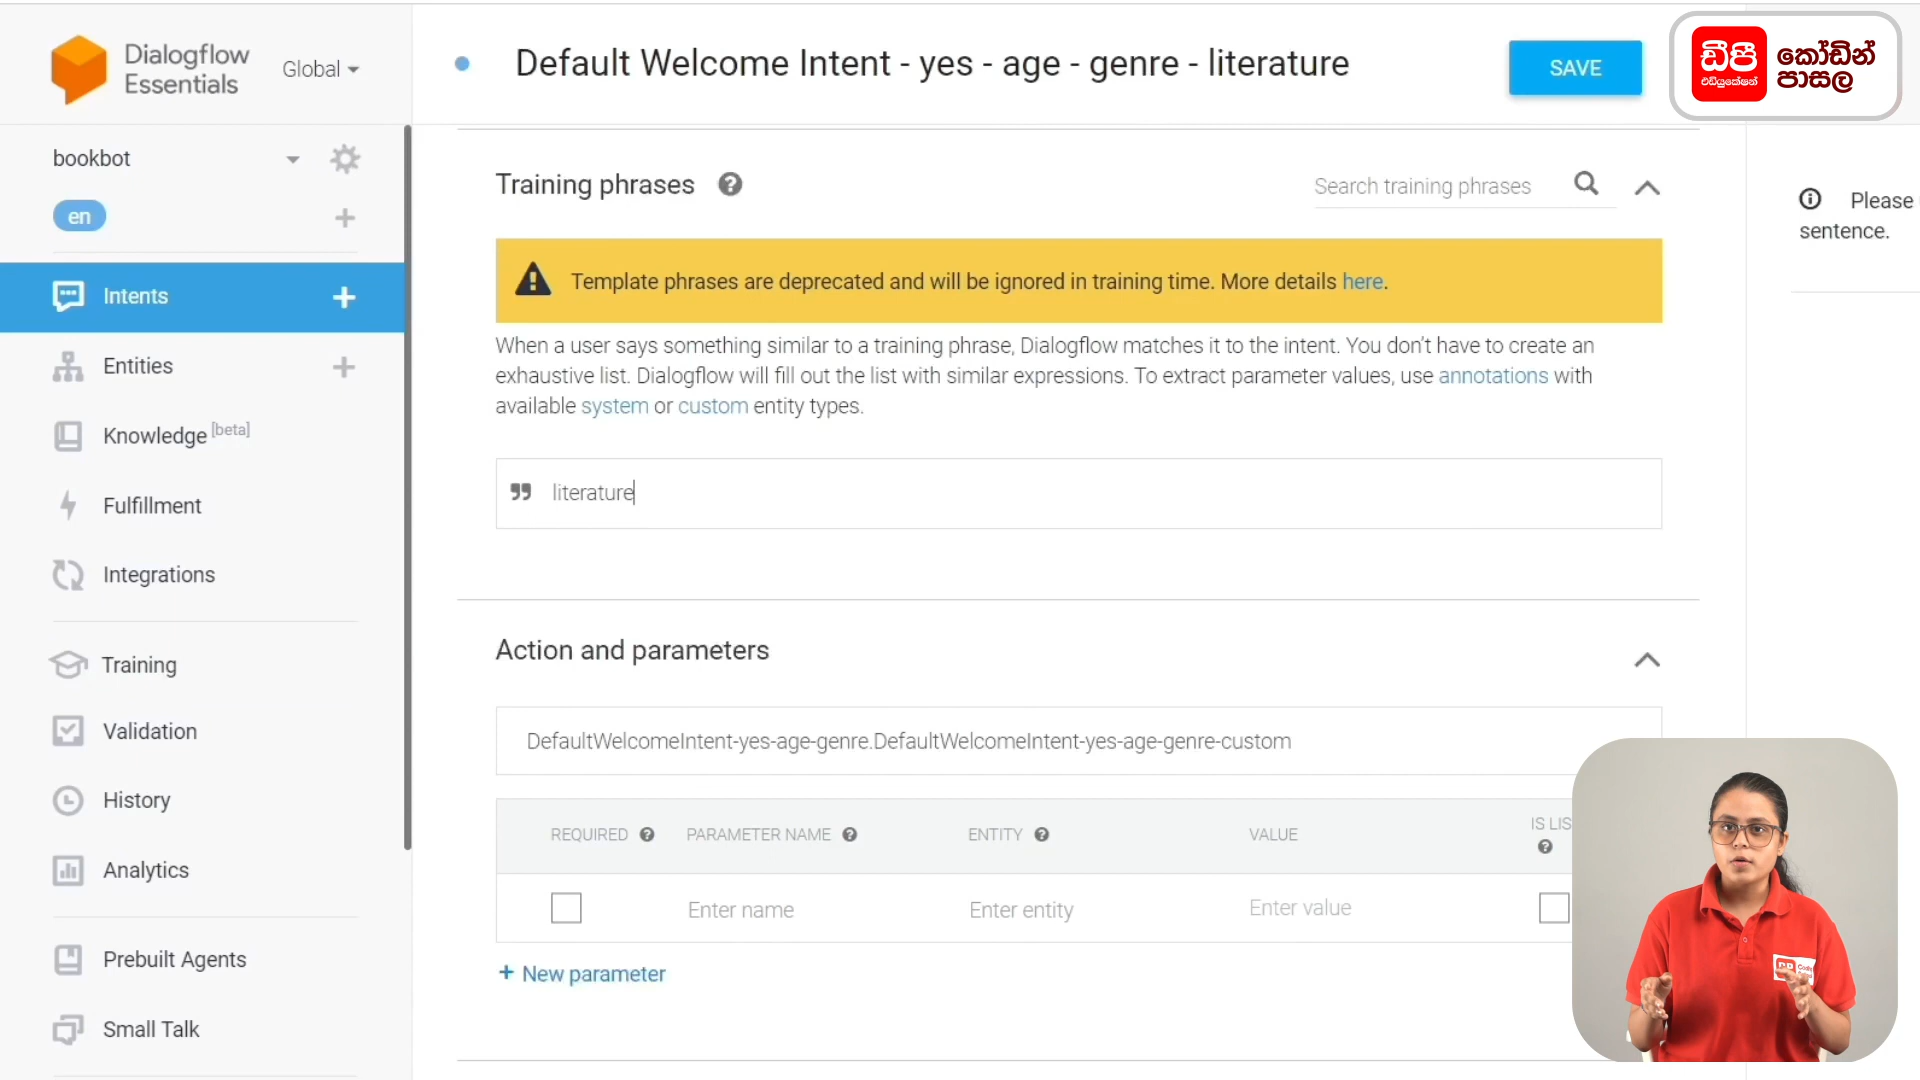 Dialogflow
Essentials
Global
Default Welcome Intent - yes - age - genre - literature
SAVE
ඩීපී
එඩියුකේෂන්
කෝඩින්
පාසල
bookbot
en
Intents
Entities
Knowledge [beta]
Fulfillment
Integrations
Training
Validation
History
Analytics
Prebuilt Agents
Small Talk
Training phrases
Search training phrases
Template phrases are deprecated and will be ignored in training time. More details here.
When a user says something similar to a training phrase, Dialogflow matches it to the intent. You don't have to create an
exhaustive list. Dialogflow will fill out the list with similar expressions. To extract parameter values, use annotations with
available system or custom entity types.
literature
Action and parameters
DefaultWelcomeIntent-yes-age-genre.DefaultWelcomeIntent-yes-age-genre-custom
REQUIRED PARAMETER NAME ENTITY VALUE IS LIS
Enter name Enter entity Enter value
+ New parameter
Please
sentence.